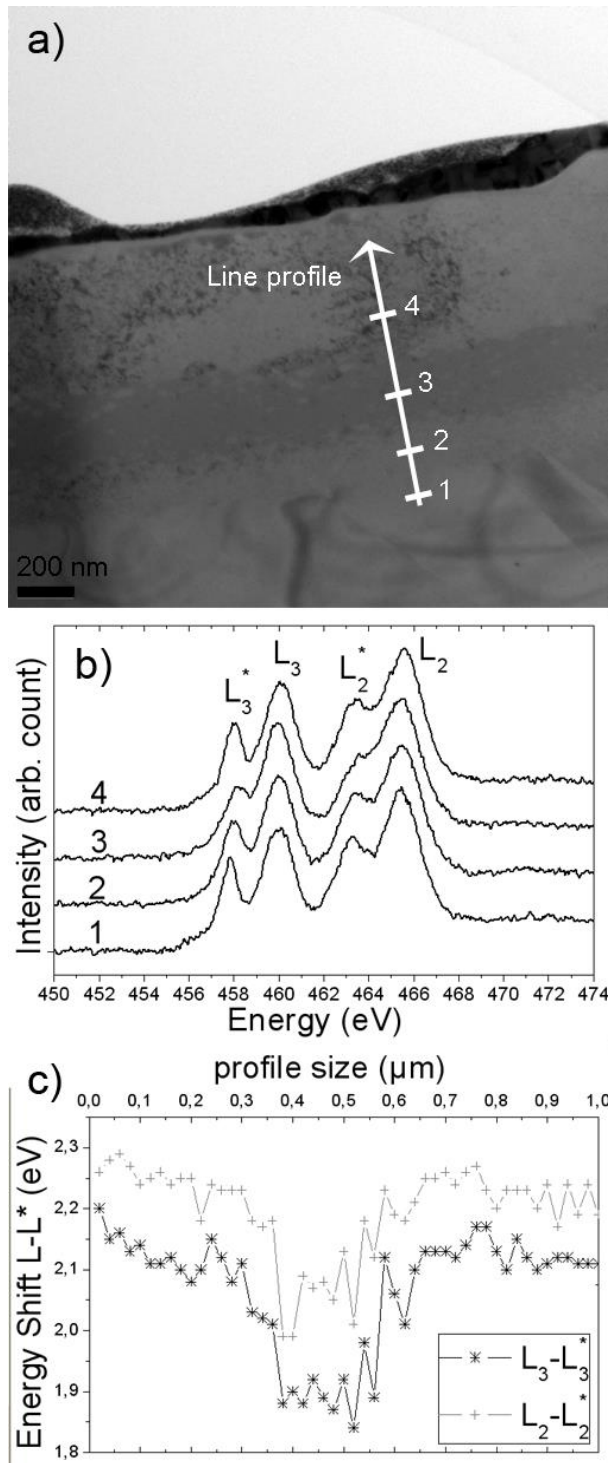 a)
Line profile
4
3
2
1
200 nm
b)
L3* L3 L2* L2
Intensity (arb. count)
4
3
2
1
450 452 454 456 458 460 462 464 466 468 470 472 474
Energy (eV)
c)
profile size (µm)
0,0 0,1 0,2 0,3 0,4 0,5 0,6 0,7 0,8 0,9 1,0
Energy Shift L-L* (eV)
2,3
2,2
2,1
2,0
1,9
1,8
L3-L3*
L2-L2*